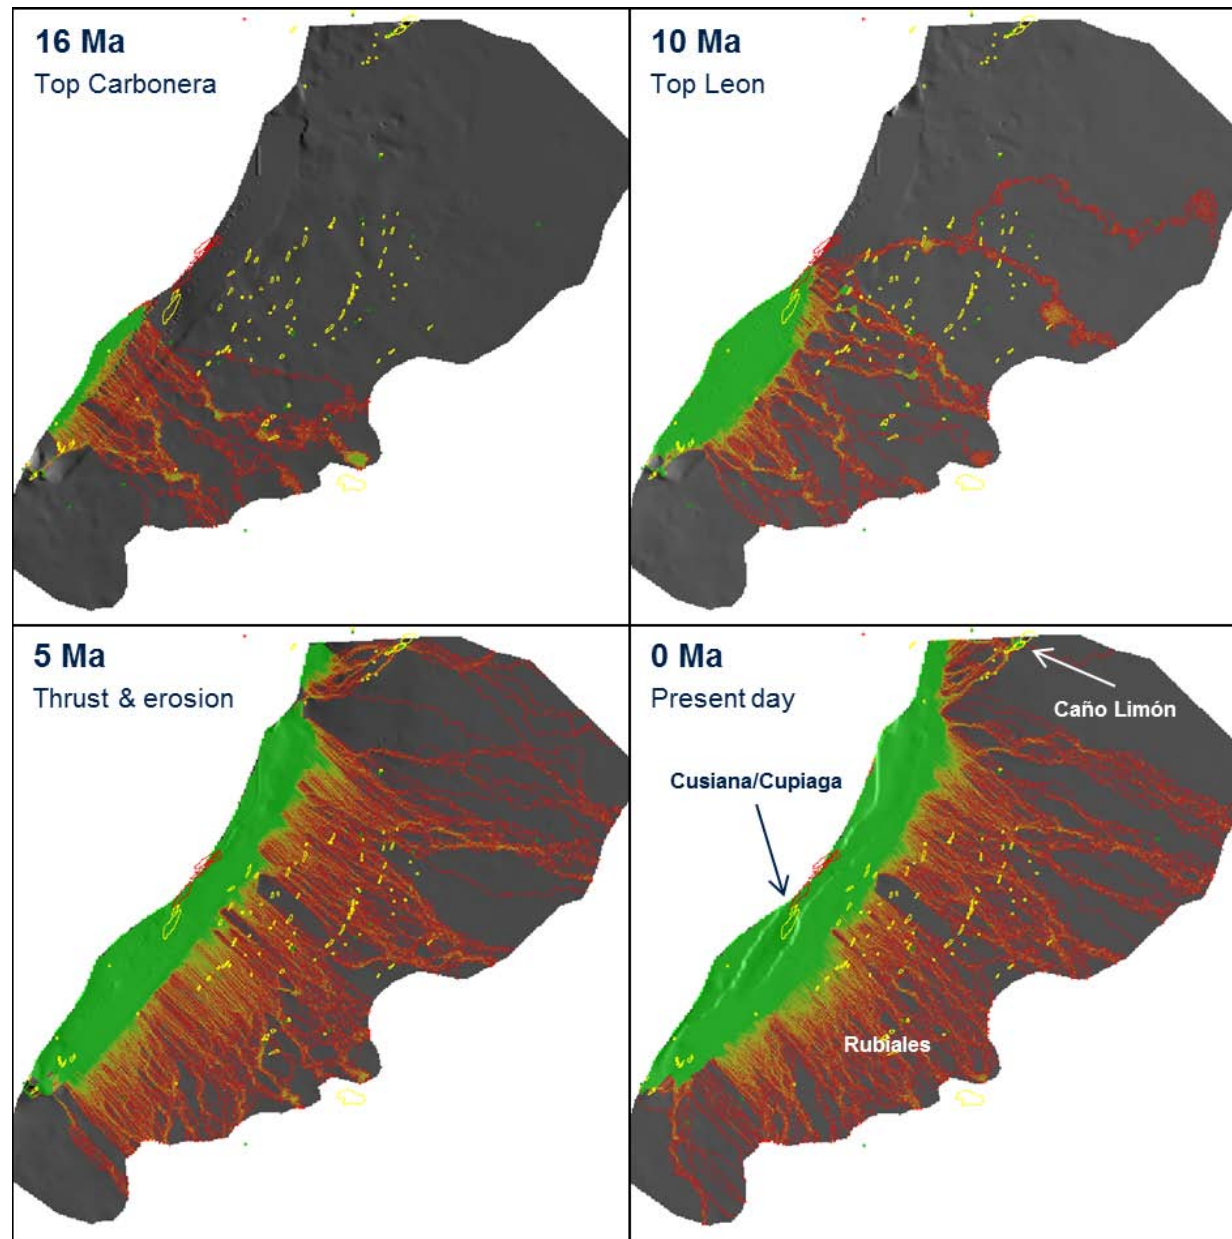 16 Ma
Top Carbonera
10 Ma
Top Leon
5 Ma
Thrust & erosion
0 Ma
Present day
Caño Limón
Cusiana/Cupiaga
Rubiales